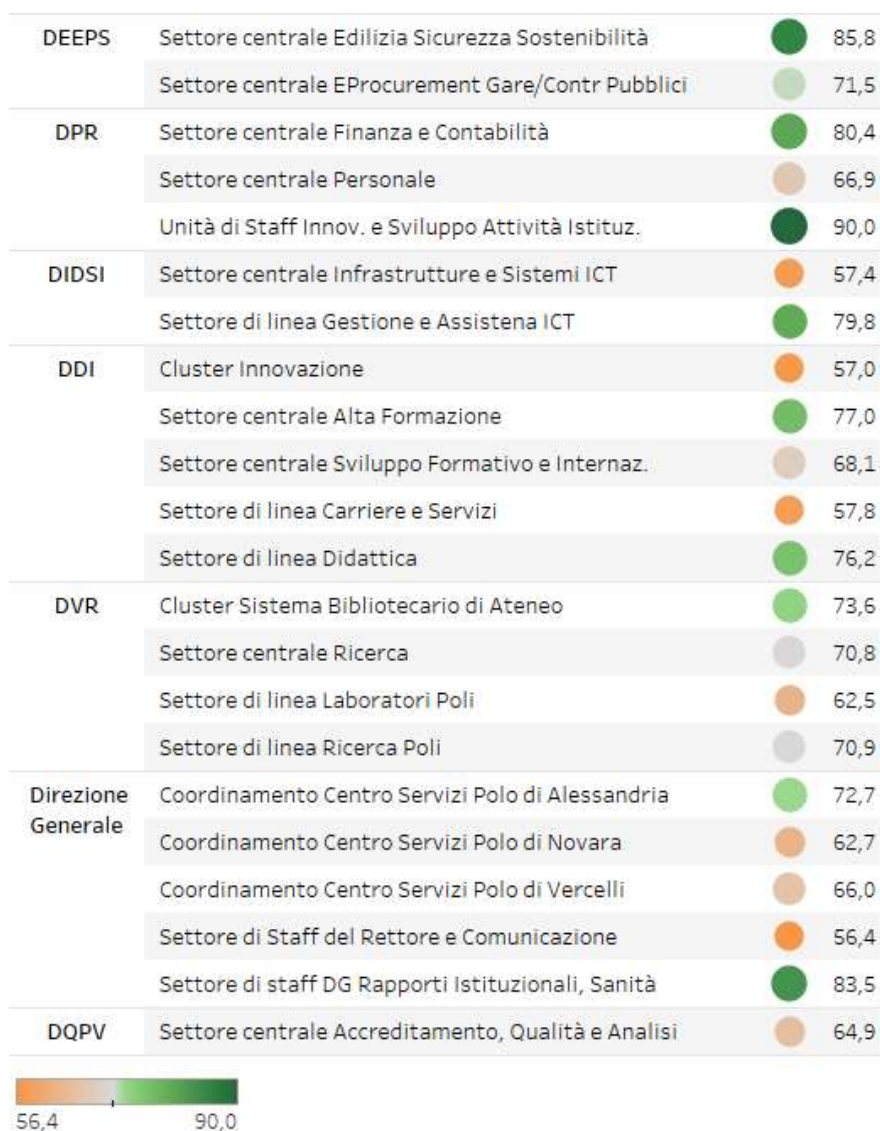 DEEPS Settore centrale Edilizia Sicurezza Sostenibilità 85,8
Settore centrale EProcurement Gare/Contr Pubblici 71,5
DPR Settore centrale Finanza e Contabilità 80,4
Settore centrale Personale 66,9
Unità di Staff Innov. e Sviluppo Attività Istituz. 90,0
DIDSI Settore centrale Infrastrutture e Sistemi ICT 57,4
Settore di linea Gestione e Assistena ICT 79,8
DDI Cluster Innovazione 57,0
Settore centrale Alta Formazione 77,0
Settore centrale Sviluppo Formativo e Internaz. 68,1
Settore di linea Carriere e Servizi 57,8
Settore di linea Didattica 76,2
DVR Cluster Sistema Bibliotecario di Ateneo 73,6
Settore centrale Ricerca 70,8
Settore di linea Laboratori Poli 62,5
Settore di linea Ricerca Poli 70,9
Direzione Generale Coordinamento Centro Servizi Polo di Alessandria 72,7
Coordinamento Centro Servizi Polo di Novara 62,7
Coordinamento Centro Servizi Polo di Vercelli 66,0
Settore di Staff del Rettore e Comunicazione 56,4
Settore di staff DG Rapporti Istituzionali, Sanità 83,5
DQPV Settore centrale Accreditamento, Qualità e Analisi 64,9
56,4 90,0